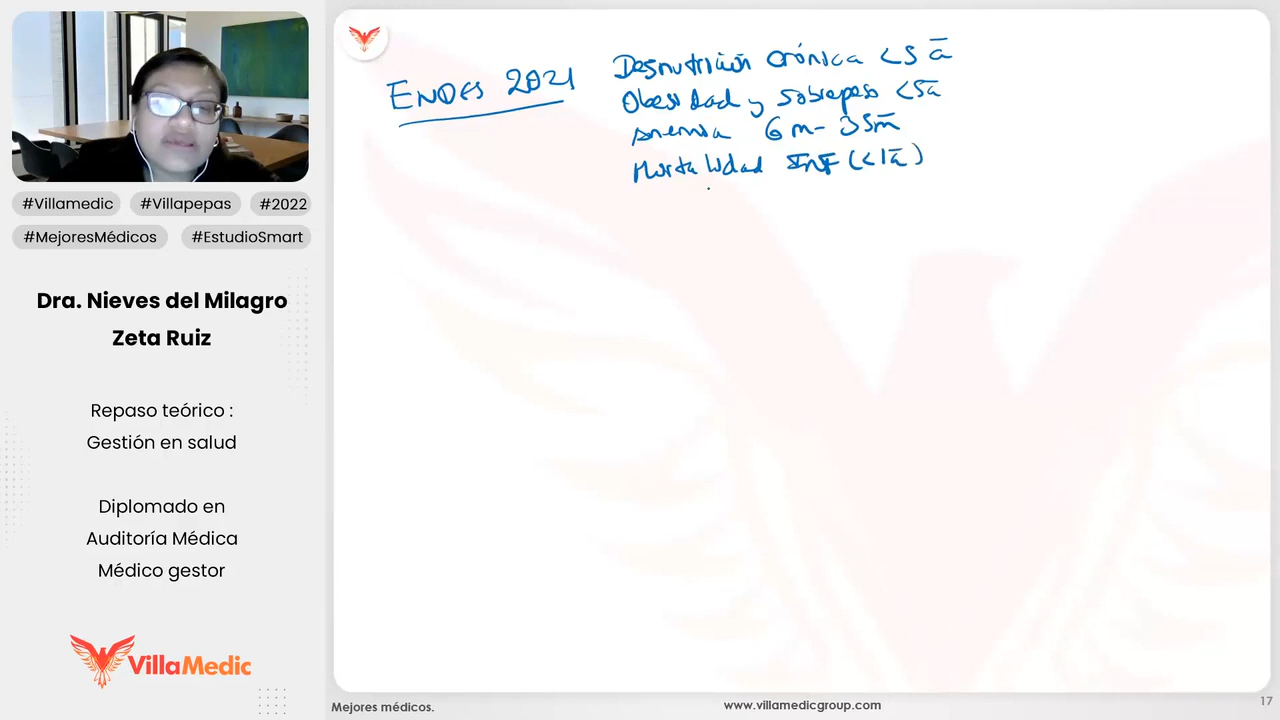 #Villamedic #Villapepas #2022
#MejoresMédicos #EstudioSmart
Dra. Nieves del Milagro
Zeta Ruiz
Repaso teórico :
Gestión en salud
Diplomado en
Auditoría Médica
Médico gestor
VillaMedic
ENDES 2021
Desnutrición Crónica <5 a
Obesidad y sobrepeso <5a
Anemia 6m - 35m
Mortalidad Inf (<1a)
Mejores médicos.
www.villamedicgroup.com
17